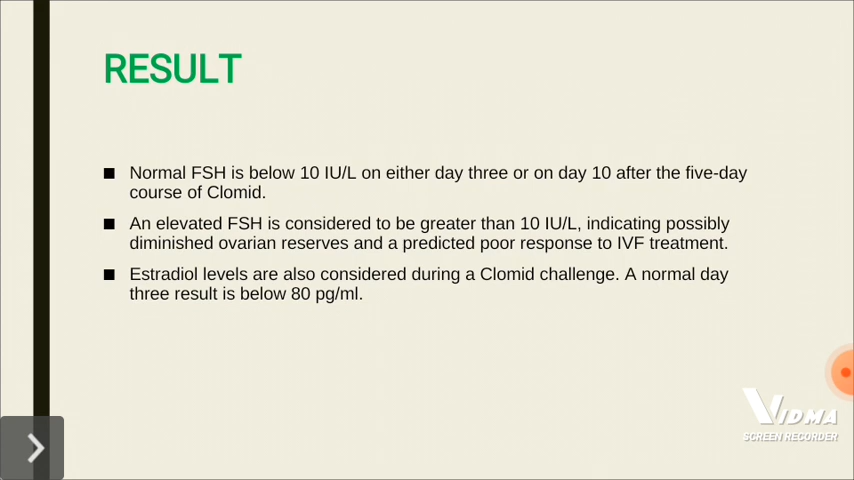 RESULT
■ Normal FSH is below 10 IU/L on either day three or on day 10 after the five-day
course of Clomid.
■ An elevated FSH is considered to be greater than 10 IU/L, indicating possibly
diminished ovarian reserves and a predicted poor response to IVF treatment.
■ Estradiol levels are also considered during a Clomid challenge. A normal day
three result is below 80 pg/ml.
VIDMA
SCREEN RECORDER